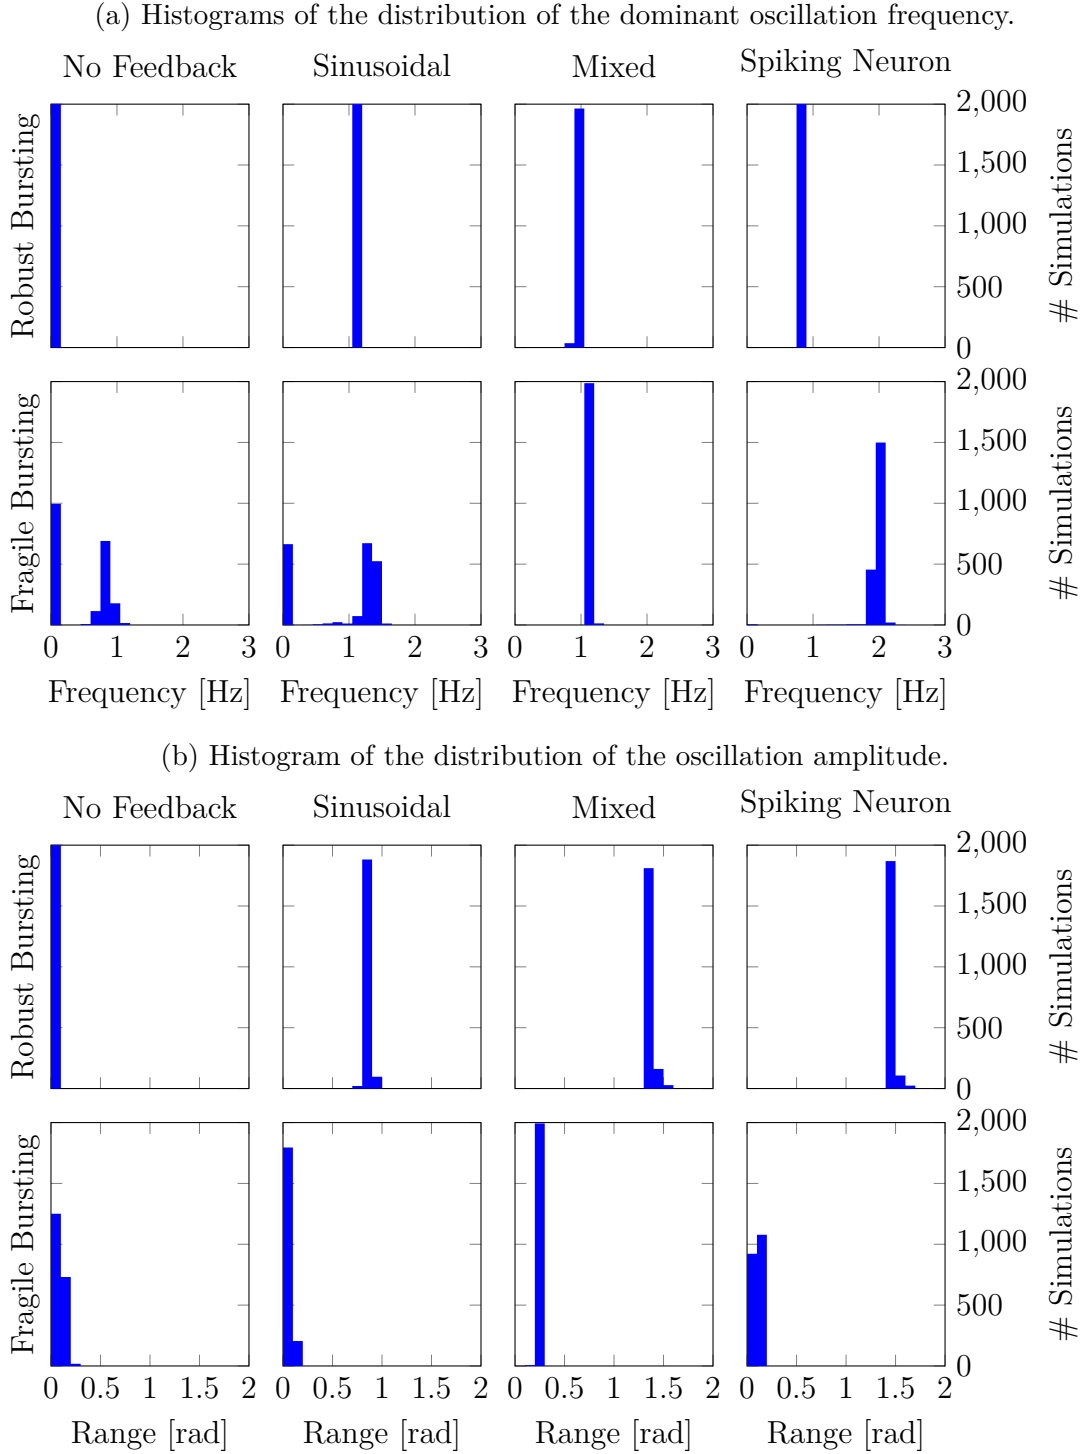 (a) Histograms of the distribution of the dominant oscillation frequency.
No Feedback Sinusoidal Mixed Spiking Neuron
Robust Bursting
2,000
1,500
1,000
500
0
# Simulations
Fragile Bursting
2,000
1,500
1,000
500
0
# Simulations
0 1 2 3 0 1 2 3 0 1 2 3 0 1 2 3
Frequency [Hz] Frequency [Hz] Frequency [Hz] Frequency [Hz]
(b) Histogram of the distribution of the oscillation amplitude.
No Feedback Sinusoidal Mixed Spiking Neuron
Robust Bursting
2,000
1,500
1,000
500
0
# Simulations
Fragile Bursting
2,000
1,500
1,000
500
0
# Simulations
0 0.5 1 1.5 2 0 0.5 1 1.5 2 0 0.5 1 1.5 2 0 0.5 1 1.5 2
Range [rad] Range [rad] Range [rad] Range [rad]